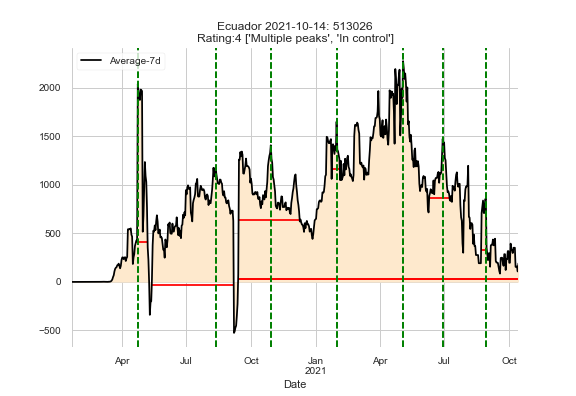 Ecuador 2021-10-14: 513026
Rating:4 ['Multiple peaks', 'In control']
Average-7d
2000
1500
1000
500
0
−500
Apr
Jul
Oct
Jan
2021
Apr
Jul
Oct
Date